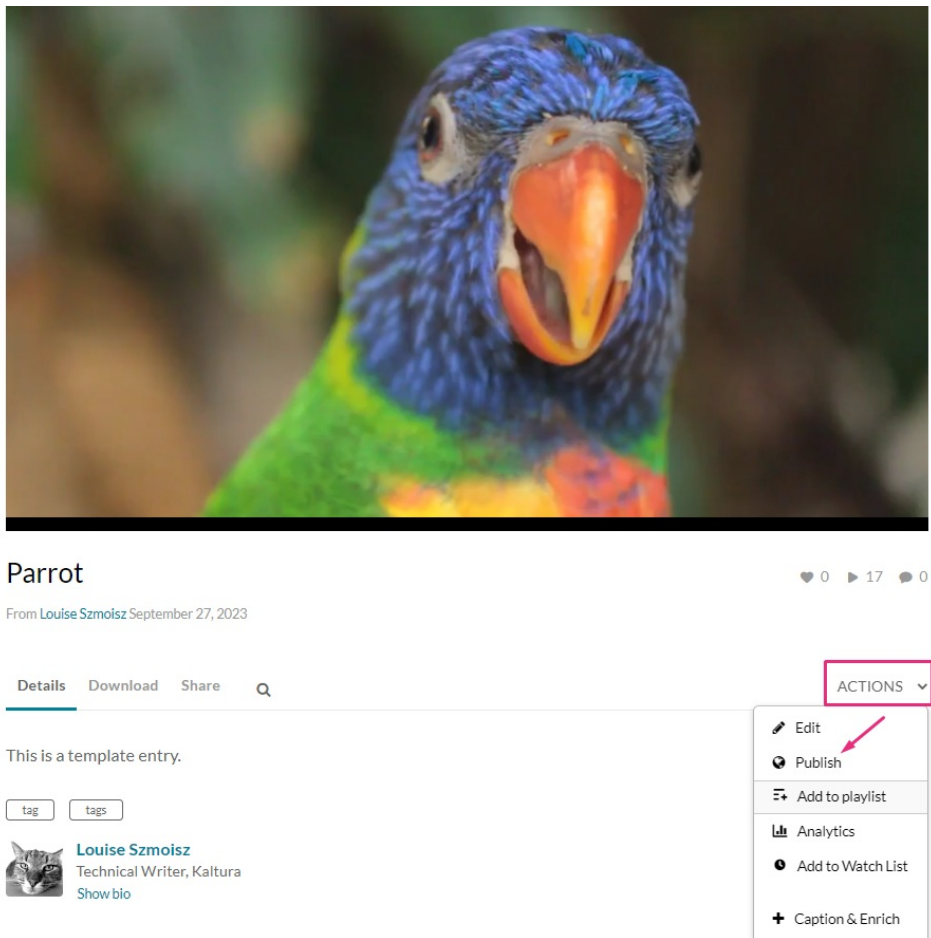 Parrot
0 17 0
From Louise Szmoisz September 27, 2023
Details Download Share ACTIONS
Edit
This is a template entry.
Publish
Add to playlist
tag tags
Analytics
Louise Szmoisz
Technical Writer, Kaltura
Add to Watch List
Show bio
Caption & Enrich